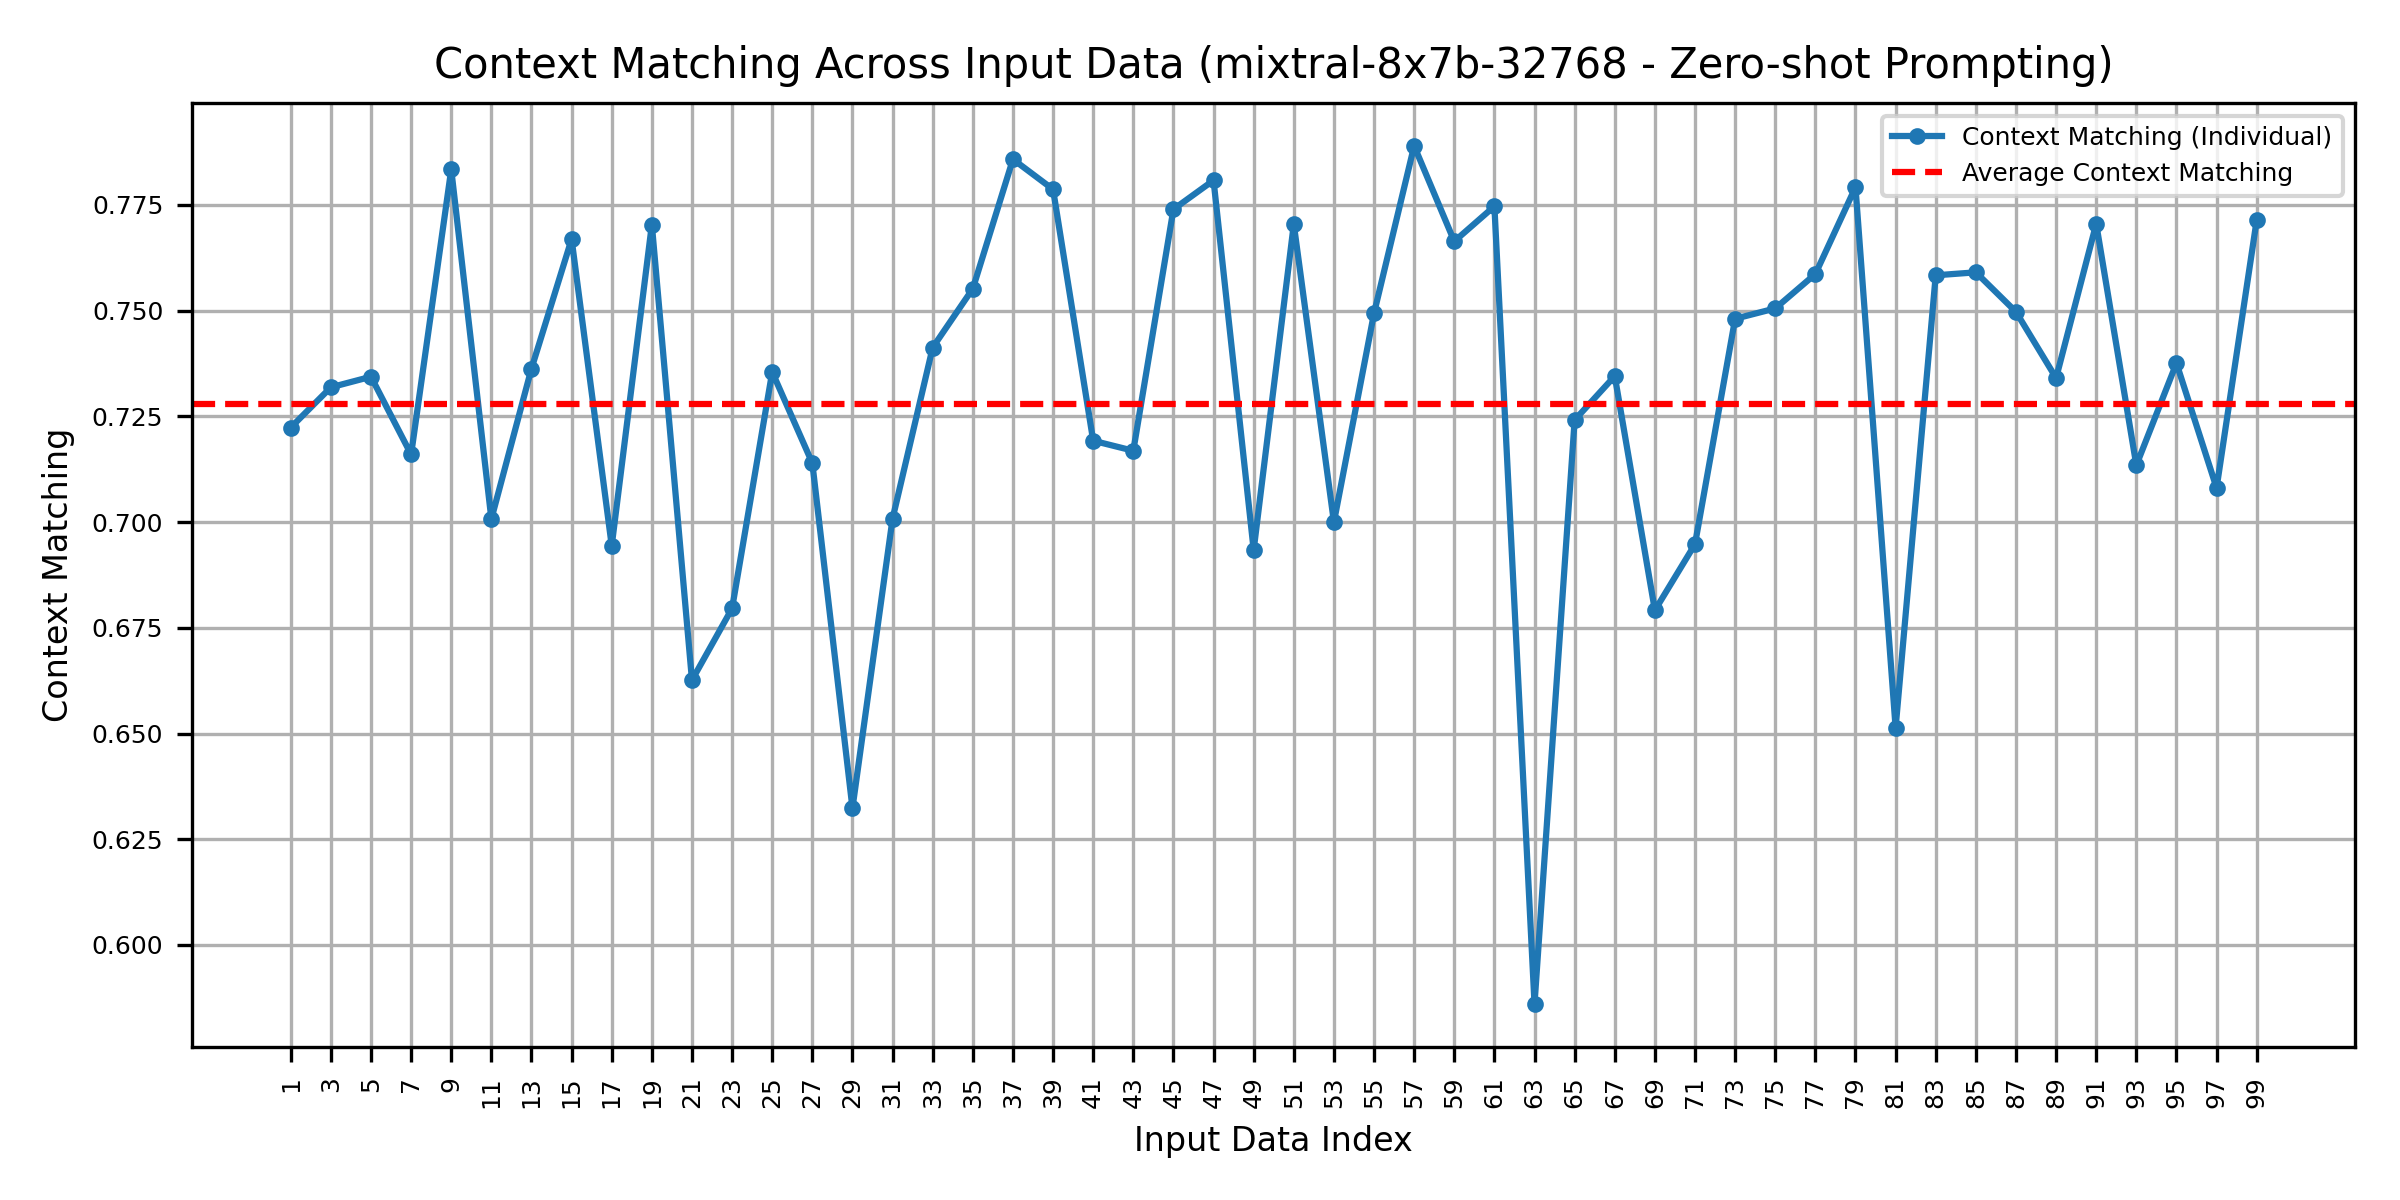 Context Matching Across Input Data (mixtral-8x7b-32768 - Zero-shot Prompting)
Context Matching (Individual)
Average Context Matching
Context Matching
0.775
0.750
0.725
0.700
0.675
0.650
0.625
0.600
1 3 5 7 9 11 13 15 17 19 21 23 25 27 29 31 33 35 37 39 41 43 45 47 49 51 53 55 57 59 61 63 65 67 69 71 73 75 77 79 81 83 85 87 89 91 93 95 97 99
Input Data Index